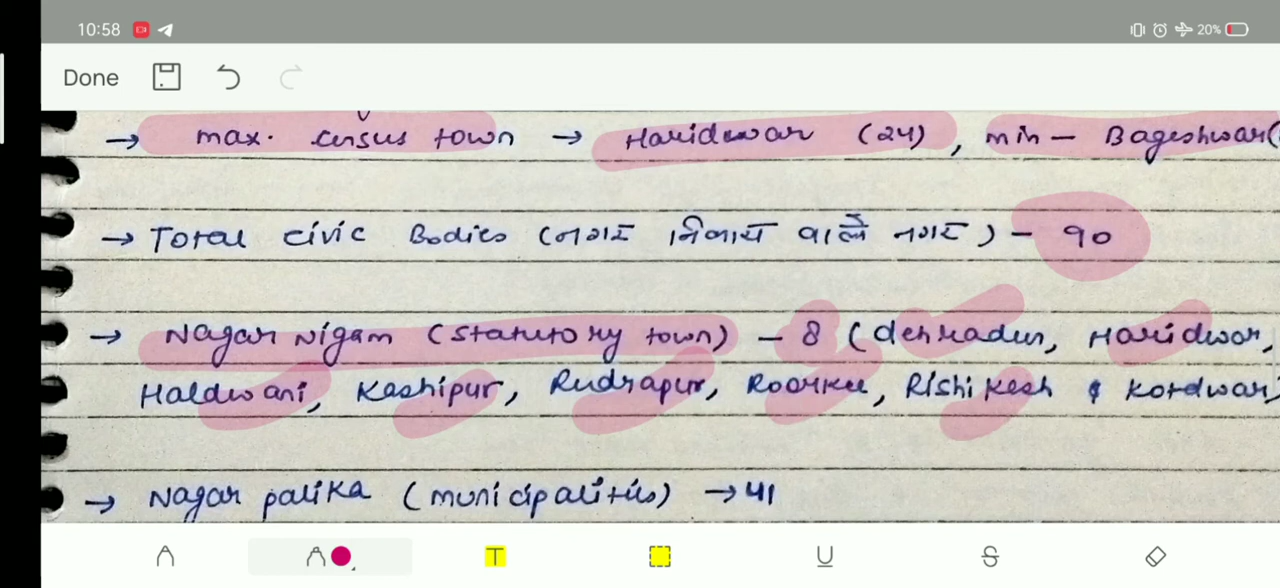 10:58
20%
Done
→ max. census town → Haridwar (24), min - Bageshwar(
→ Total civic Bodies (नगर निकाय वाले नगर) - 90
→ Nagar Nigam (statutory town) - 8 (dehradun, Haridwar,
Haldwani, Kashipur, Rudrapur, Roorkee, Rishikesh & Kotdwar)
→ Nagar palika (municipalities) → 41
T
U
S